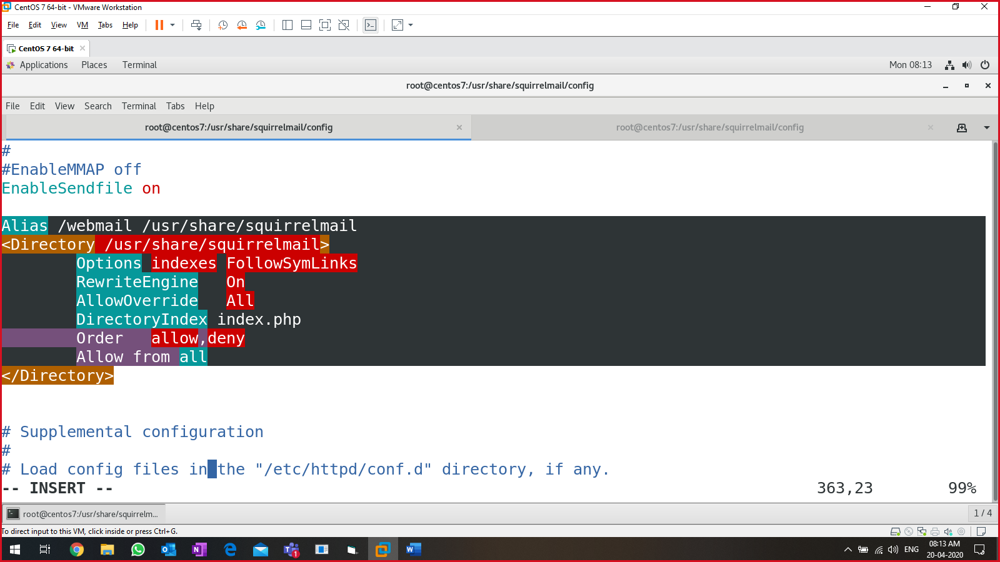 CentOS 7 64-bit - VMware Workstation
File Edit View VM Tabs Help
CentOS 7 64-bit
Applications Places Terminal Mon 08:13
root@centos7:/usr/share/squirrelmail/config
File Edit View Search Terminal Tabs Help
root@centos7:/usr/share/squirrelmail/config root@centos7:/usr/share/squirrelmail/config
#
#EnableMMAP off
EnableSendfile on
Alias /webmail /usr/share/squirrelmail
<Directory /usr/share/squirrelmail>
Options indexes FollowSymLinks
RewriteEngine On
AllowOverride All
DirectoryIndex index.php
Order allow,deny
Allow from all
</Directory>
# Supplemental configuration
#
# Load config files in the "/etc/httpd/conf.d" directory, if any.
-- INSERT -- 363,23 99%
root@centos7:/usr/share/squirrelm... 1 / 4
To direct input to this VM, click inside or press Ctrl+G.
ENG 08:13 AM
20-04-2020